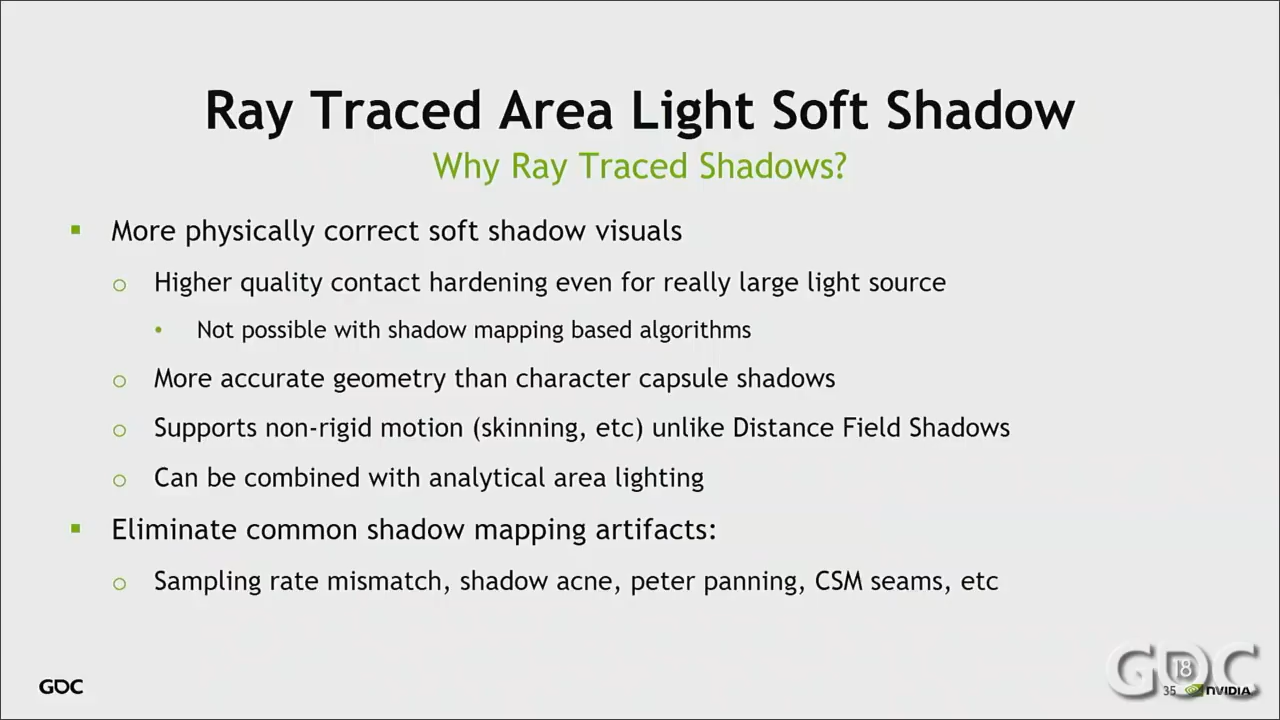 Ray Traced Area Light Soft Shadow
Why Ray Traced Shadows?
More physically correct soft shadow visuals
Higher quality contact hardening even for really large light source
Not possible with shadow mapping based algorithms
More accurate geometry than character capsule shadows
Supports non-rigid motion (skinning, etc) unlike Distance Field Shadows
Can be combined with analytical area lighting
Eliminate common shadow mapping artifacts:
Sampling rate mismatch, shadow acne, peter panning, CSM seams, etc
GDC
GDC
18
35
NVIDIA